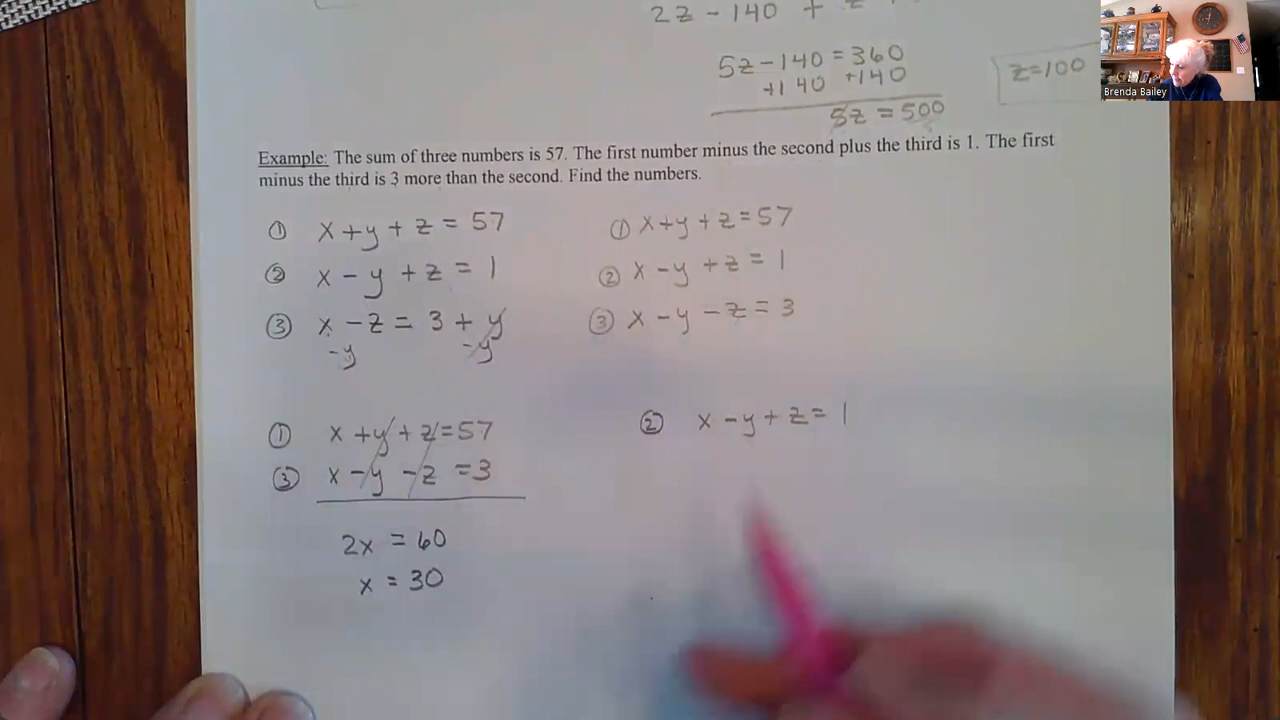 2z - 140 +
5z - 140 = 360
+140 +140
5z = 500
z=100
Brenda Bailey
Example: The sum of three numbers is 57. The first number minus the second plus the third is 1. The first
minus the third is 3 more than the second. Find the numbers.
① x + y + z = 57
② x - y + z = 1
③ x - z = 3 + y
-y -y
① x + y + z = 57
② x - y + z = 1
③ x - y - z = 3
① x + y + z = 57
③ x - y - z = 3
2x = 60
x = 30
② x - y + z = 1